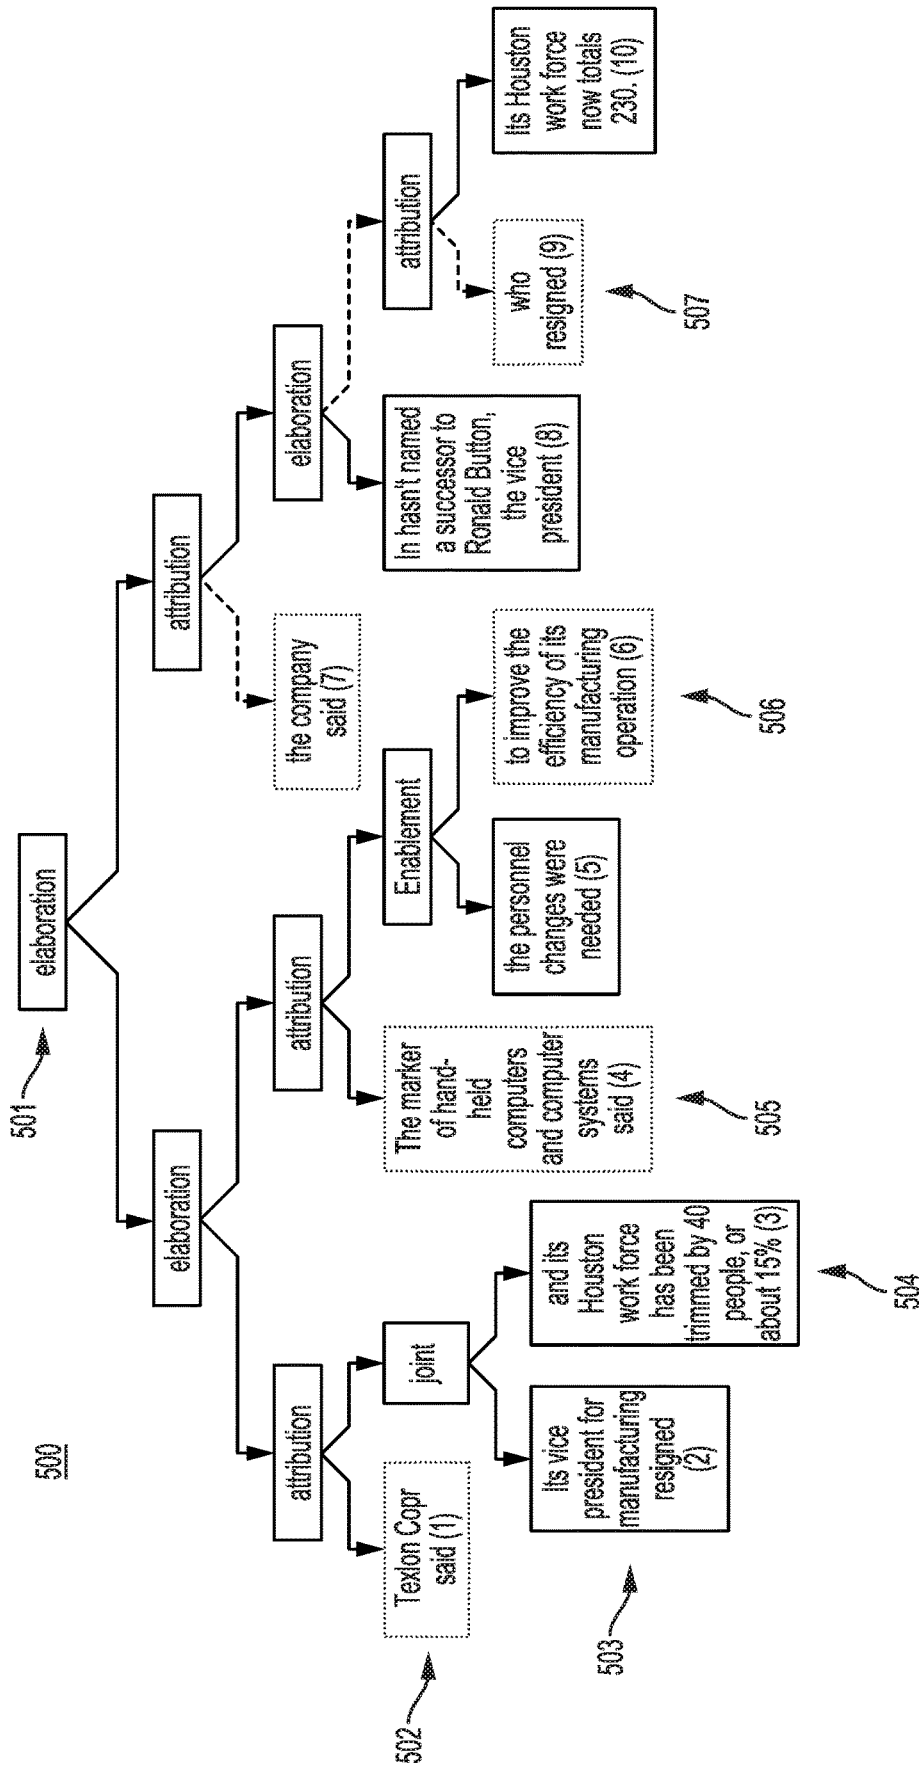 500
501
elaboration
elaboration
attribution
attribution
attribution
the company
said (7)
elaboration
502
Texlon Copr
said (1)
joint
The marker
of hand-
held
computers
and computer
systems
said (4)
505
Enablement
In hasn't named
a successor to
Ronald Button,
the vice
president (8)
attribution
503
Its vice
president for
manufacturing
resigned
(2)
and its
Houston
work force
has been
trimmed by 40
people, or
about 15% (3)
504
the personnel
changes were
needed (5)
to improve the
efficiency of its
manufacturing
operation (6)
506
who
resigned (9)
507
Its Houston
work force
now totals
230. (10)